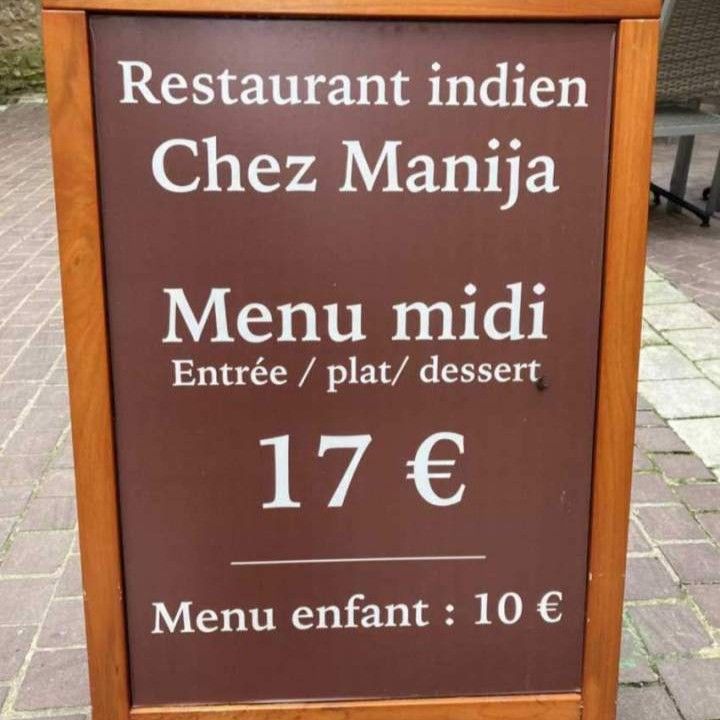 Restaurant indien
Chez Manija
Menu midi
Entrée / plat/ dessert
17 €
Menu enfant : 10 €